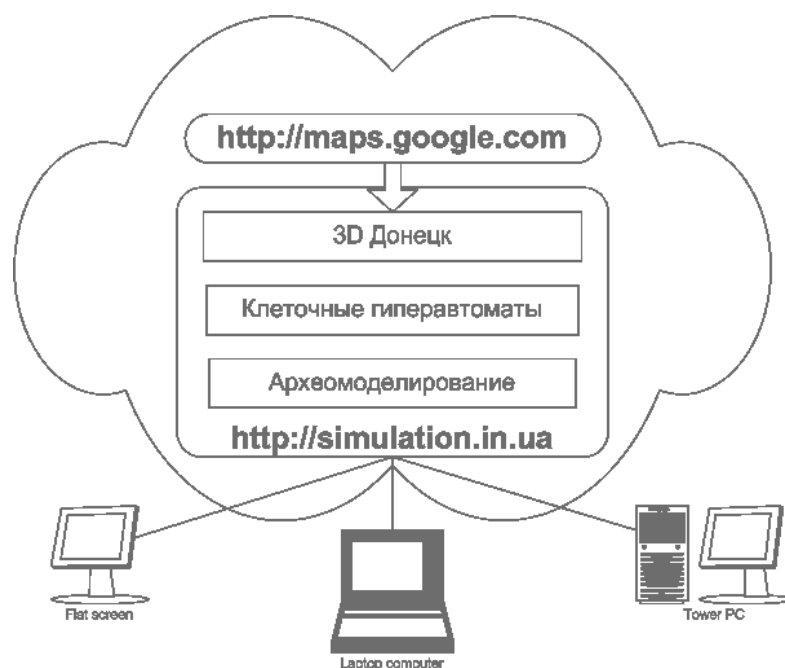 http://maps.google.com
3D Донецк
Клеточные гиперавтоматы
Археомоделирование
http://simulation.in.ua
Flat screen
Tower PC
Laptop computer